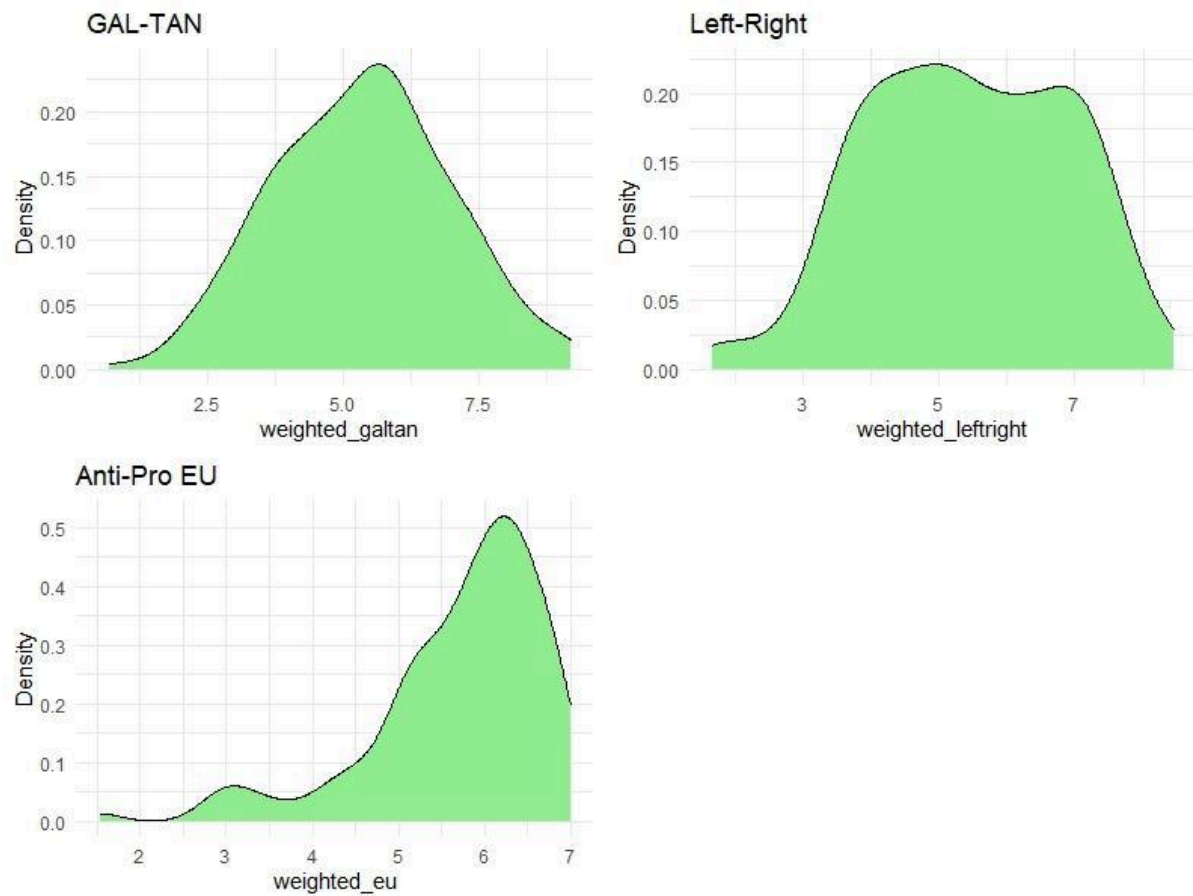 GAL-TAN
Density
0.20
0.15
0.10
0.05
0.00
2.5 5.0 7.5
weighted_galtan
Left-Right
Density
0.20
0.15
0.10
0.05
0.00
3 5 7
weighted_leftright
Anti-Pro EU
Density
0.5
0.4
0.3
0.2
0.1
0.0
2 3 4 5 6 7
weighted_eu